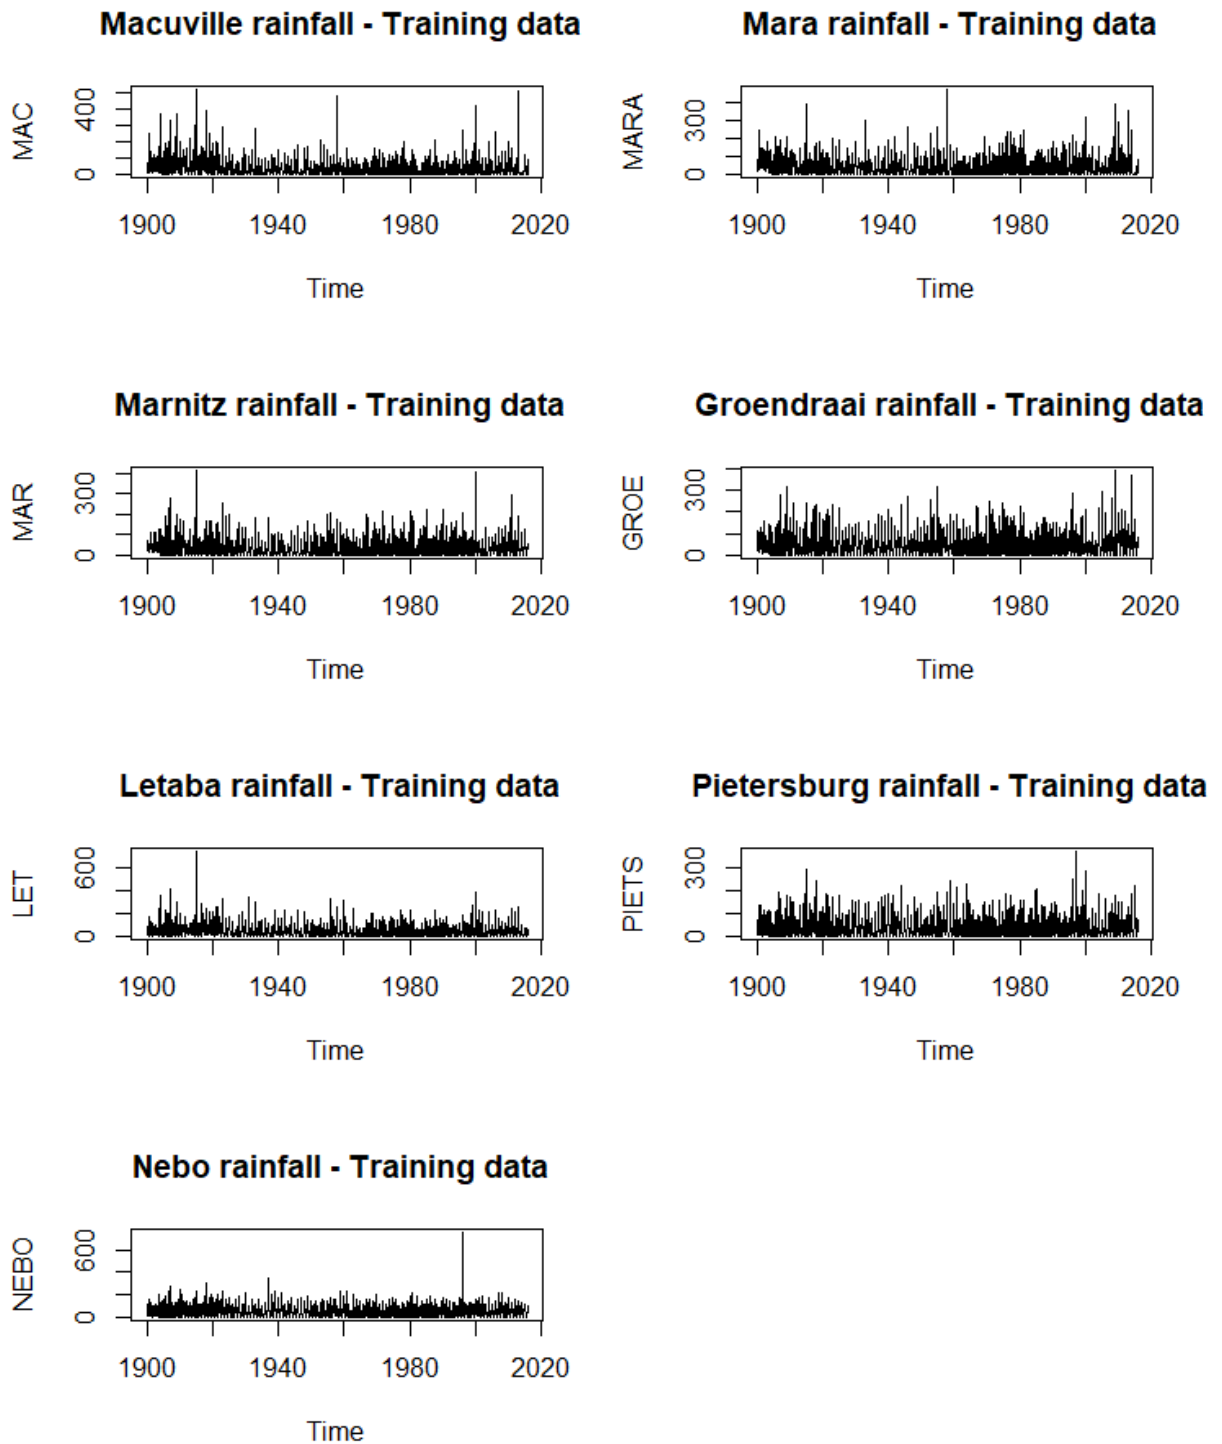 Macuville rainfall - Training data
MAC
400
0
1900 1940 1980 2020
Time
Mara rainfall - Training data
MARA
300
0
1900 1940 1980 2020
Time
Marnitz rainfall - Training data
MAR
300
0
1900 1940 1980 2020
Time
Groendraai rainfall - Training data
GROE
300
0
1900 1940 1980 2020
Time
Letaba rainfall - Training data
LET
600
0
1900 1940 1980 2020
Time
Pietersburg rainfall - Training data
PIETS
300
0
1900 1940 1980 2020
Time
Nebo rainfall - Training data
NEBO
600
0
1900 1940 1980 2020
Time